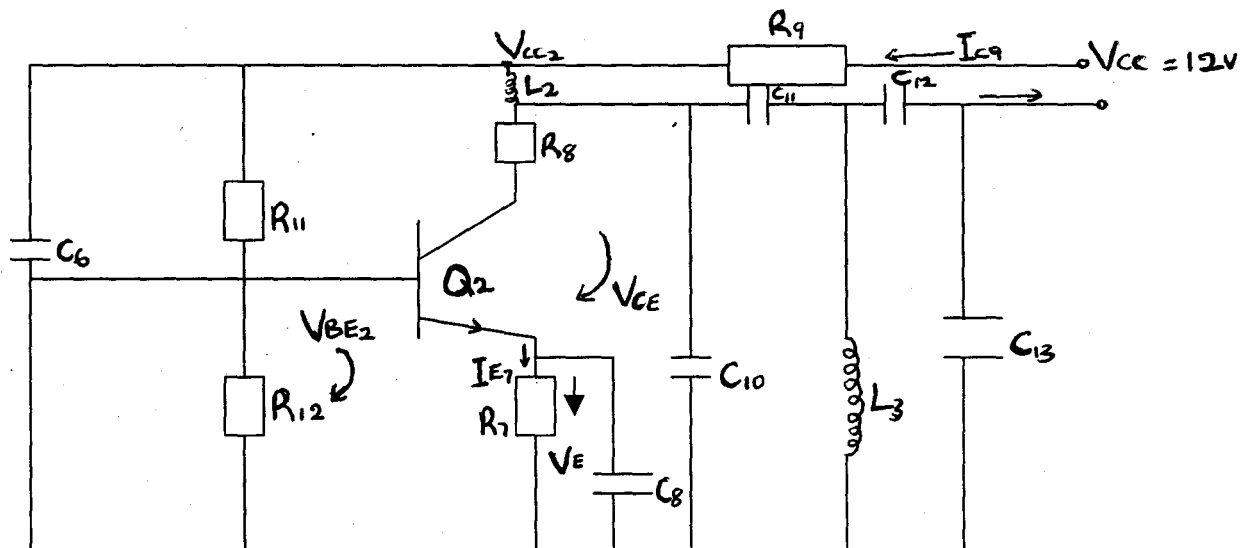 R9
VCC2
IC9
VCC = 12V
L2
C11
C12
R8
R11
C6
Q2
VCE
VBE2
C13
IE7
C10
R12
L3
R7
VE
C8